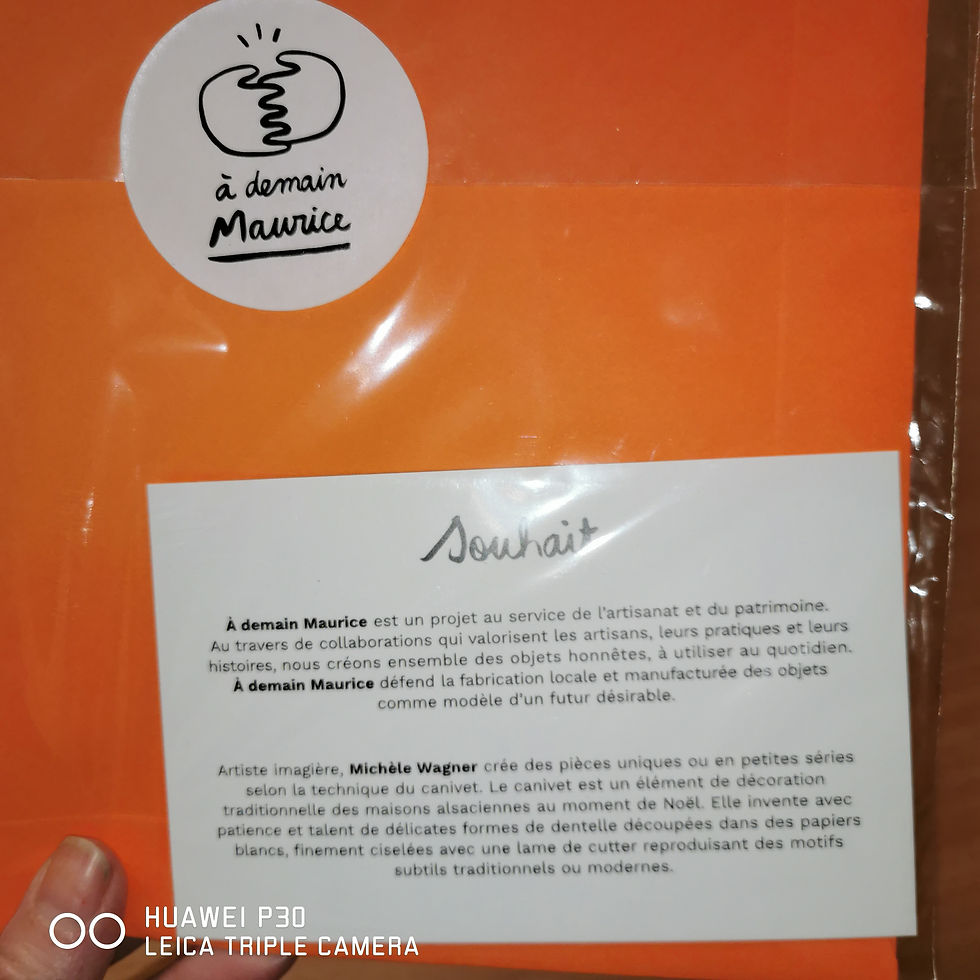 à demain
Maurice
Souhait
À demain Maurice est un projet au service de l'artisanat et du patrimoine.
Au travers de collaborations qui valorisent les artisans, leurs pratiques et leurs
histoires, nous créons ensemble des objets honnêtes, à utiliser au quotidien.
À demain Maurice défend la fabrication locale et manufacturée des objets
comme modèle d'un futur désirable.
Artiste imagière, Michèle Wagner crée des pièces uniques ou en petites séries
selon la technique du canivet. Le canivet est un élément de décoration
traditionnelle des maisons alsaciennes au moment de Noël. Elle invente avec
patience et talent de délicates formes de dentelle découpées dans des papiers
blancs, finement ciselées avec une lame de cutter reproduisant des motifs
subtils traditionnels ou modernes.
HUAWEI P30
LEICA TRIPLE CAMERA